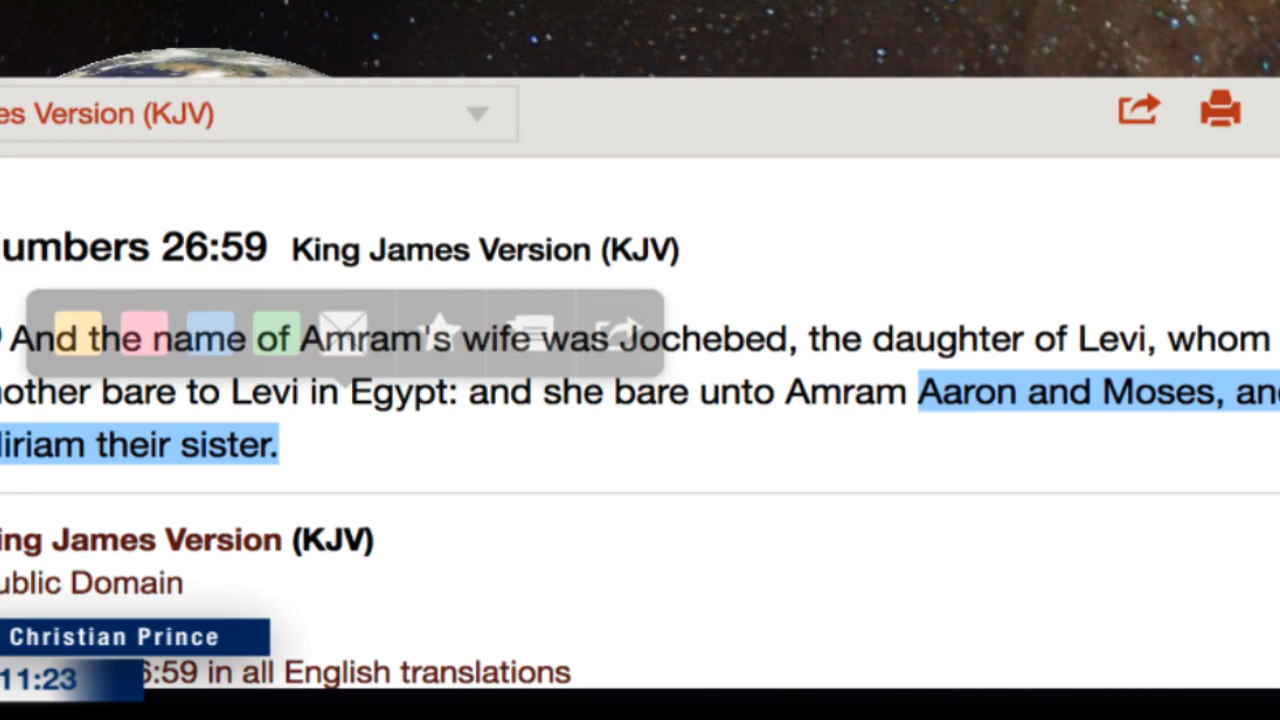 es Version (KJV)
umbers 26:59 King James Version (KJV)
And the name of Amram's wife was Jochebed, the daughter of Levi, whom
other bare to Levi in Egypt: and she bare unto Amram Aaron and Moses, and
iriam their sister.
ing James Version (KJV)
ublic Domain
Christian Prince
6:59 in all English translations
11:23